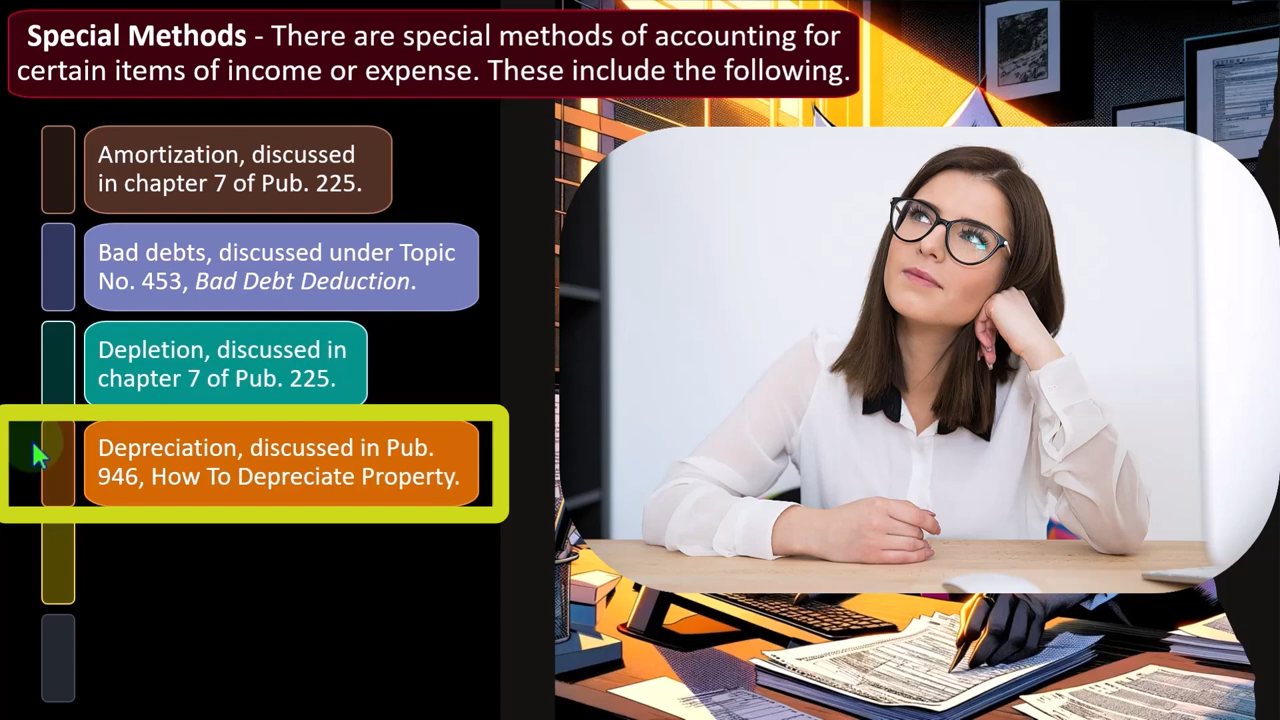 Special Methods - There are special methods of accounting for
certain items of income or expense. These include the following.
Amortization, discussed
in chapter 7 of Pub. 225.
Bad debts, discussed under Topic
No. 453, Bad Debt Deduction.
Depletion, discussed in
chapter 7 of Pub. 225.
Depreciation, discussed in Pub.
946, How To Depreciate Property.